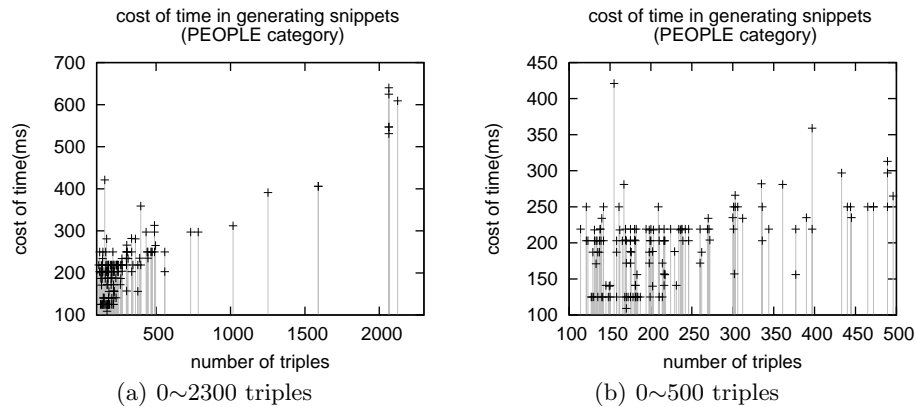 cost of time in generating snippets
(PEOPLE category)
700
600
500
400
300
200
100
cost of time(ms)
500
1000
1500
2000
number of triples
(a) 0~2300 triples
cost of time in generating snippets
(PEOPLE category)
450
400
350
300
250
200
150
100
cost of time(ms)
100 150 200 250 300 350 400 450 500
number of triples
(b) 0~500 triples